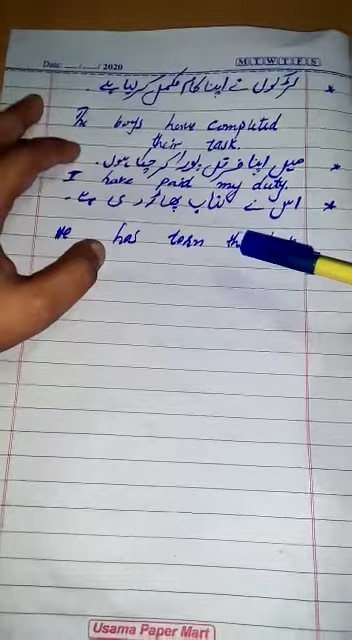 Date: __/__/2020 M T W T F S
لڑکوں نے اپنا کام مکمل کر لیا ہے۔ *
The boys have completed
their task.
میں اپنا فرض پورا کر چکا ہوں۔ *
I have paid my duty.
اس نے کتاب پھاڑ دی ہے۔ *
He has torn
Usama Paper Mart